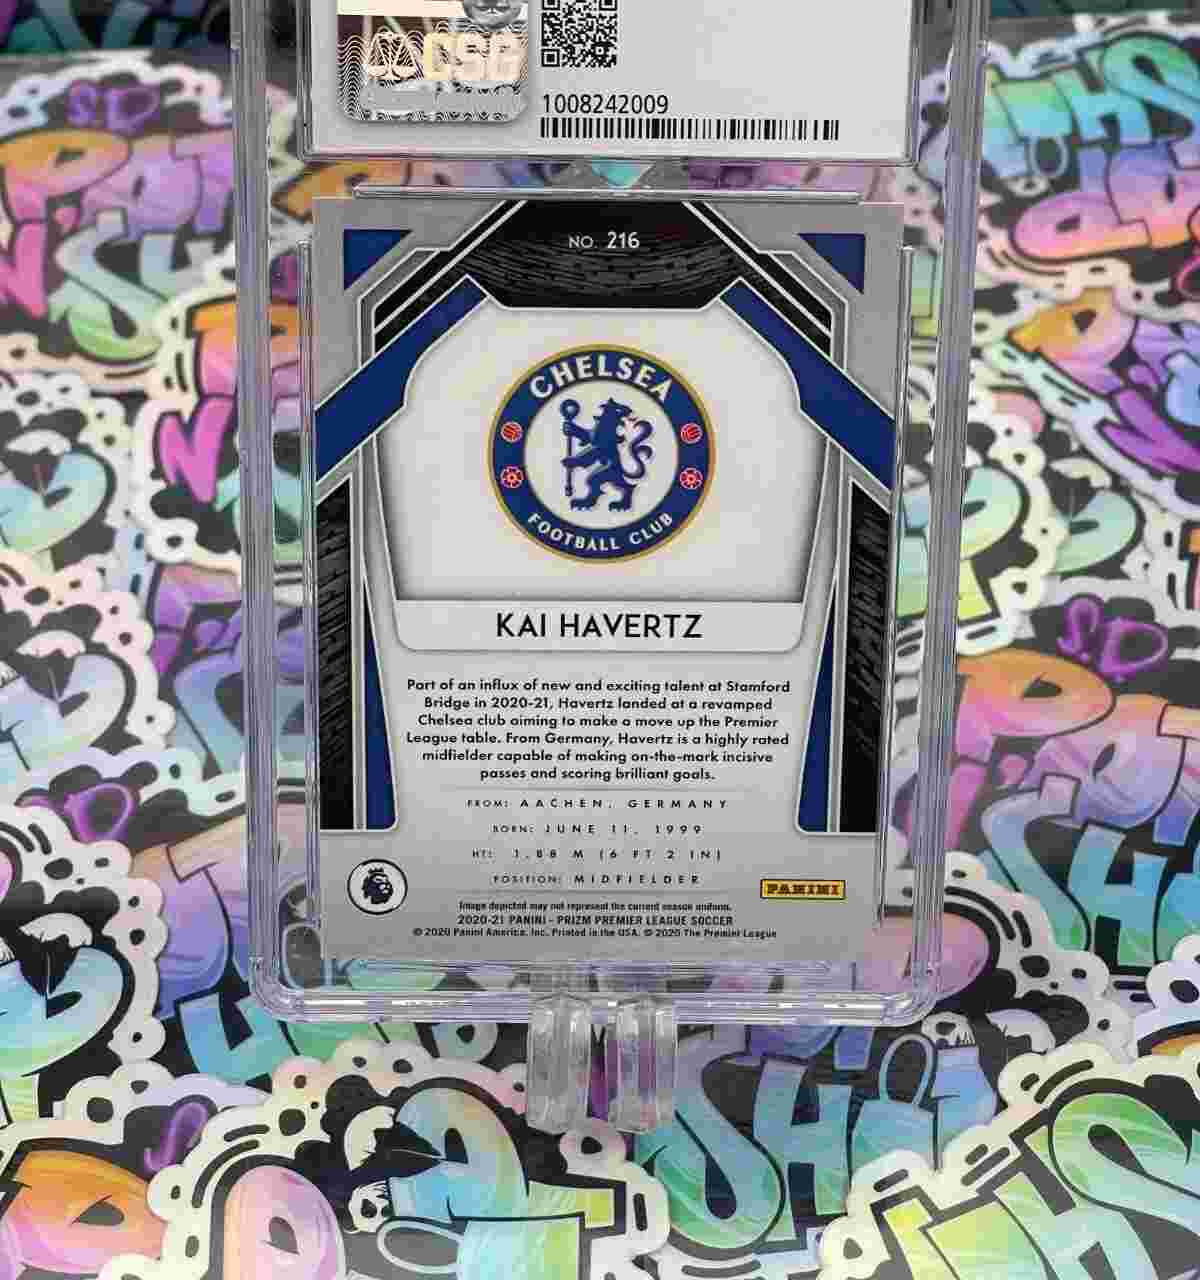 CSG
1008242009
NO. 216
CHELSEA
FOOTBALL CLUB
KAI HAVERTZ
Part of an influx of new and exciting talent at Stamford
Bridge in 2020-21, Havertz landed at a revamped
Chelsea club aiming to make a move up the Premier
League table. From Germany, Havertz is a highly rated
midfielder capable of making on-the-mark incisive
passes and scoring brilliant goals.
FROM: AACHEN, GERMANY
BORN: JUNE 11, 1999
HT: 1.88 M (6 FT 2 IN)
POSITION: MIDFIELDER
PANINI
Image depicted may not represent the current season uniform.
2020-21 PANINI - PRIZM PREMIER LEAGUE SOCCER
© 2020 Panini America, Inc. Printed in the USA. © 2020 The Premier League
S.D
S.D